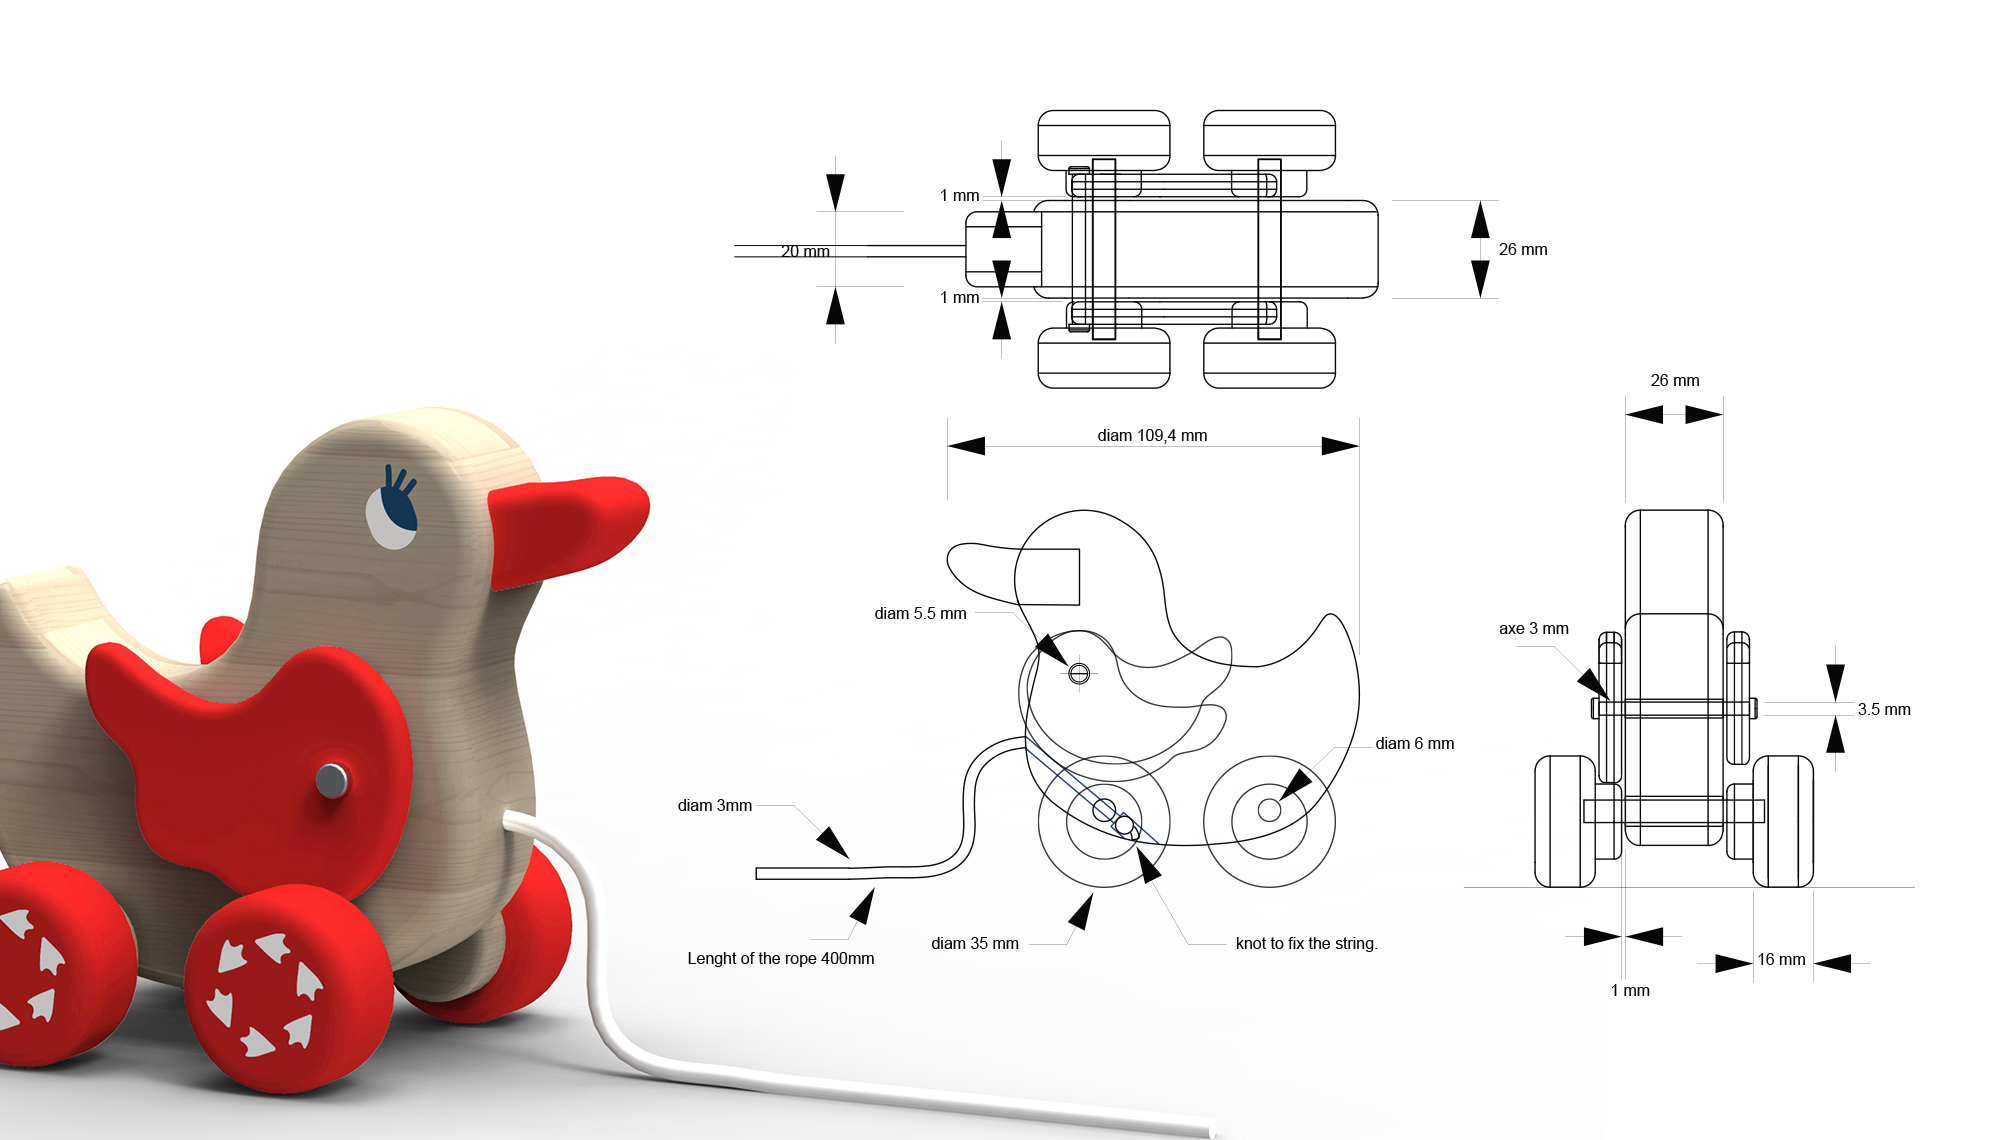 1 mm
20 mm
26 mm
1 mm
26 mm
diam 109,4 mm
diam 5.5 mm
axe 3 mm
3.5 mm
diam 6 mm
diam 3mm
diam 35 mm
knot to fix the string.
Lenght of the rope 400mm
16 mm
1 mm